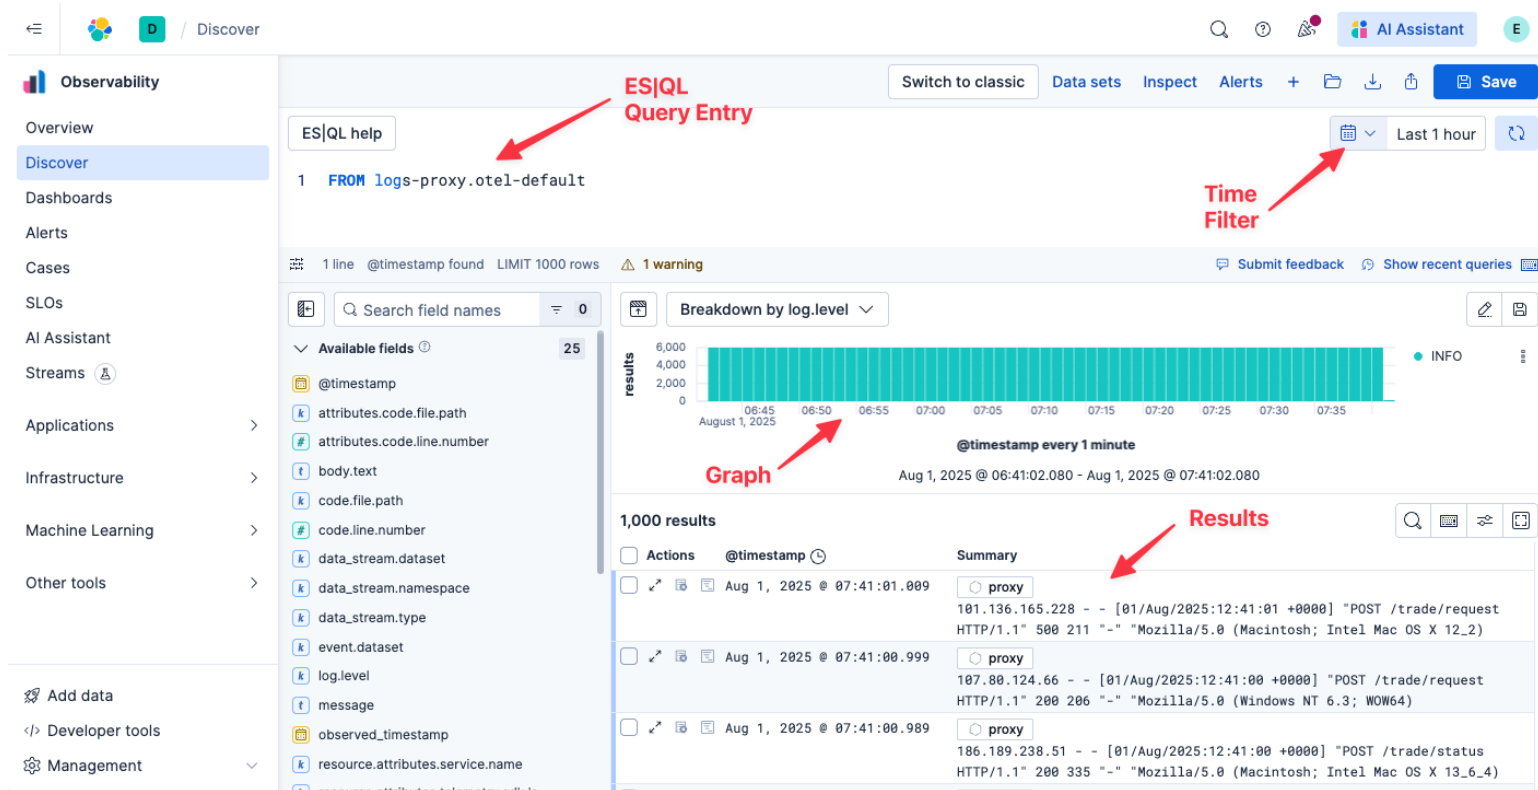 D / Discover
AI Assistant
E
Observability
Overview
Discover
Dashboards
Alerts
Cases
SLOs
AI Assistant
Streams
Applications
Infrastructure
Machine Learning
Other tools
Add data
Developer tools
Management
Switch to classic
Data sets
Inspect
Alerts
Save
ES|QL
Query Entry
ES|QL help
Last 1 hour
1 FROM logs-proxy.otel-default
Time
Filter
1 line @timestamp found LIMIT 1000 rows 1 warning
Submit feedback
Show recent queries
Search field names
0
Available fields
25
@timestamp
attributes.code.file.path
attributes.code.line.number
body.text
code.file.path
code.line.number
data_stream.dataset
data_stream.namespace
data_stream.type
event.dataset
log.level
message
observed_timestamp
resource.attributes.service.name
Breakdown by log.level
results
6,000
4,000
2,000
0
INFO
06:45 06:50 06:55 07:00 07:05 07:10 07:15 07:20 07:25 07:30 07:35
August 1, 2025
@timestamp every 1 minute
Graph
Aug 1, 2025 @ 06:41:02.080 - Aug 1, 2025 @ 07:41:02.080
1,000 results
Results
Actions @timestamp Summary
Aug 1, 2025 @ 07:41:01.009
proxy
101.136.165.228 - - [01/Aug/2025:12:41:01 +0000] "POST /trade/request
HTTP/1.1" 500 211 "-" "Mozilla/5.0 (Macintosh; Intel Mac OS X 12_2)
Aug 1, 2025 @ 07:41:00.999
proxy
107.80.124.66 - - [01/Aug/2025:12:41:00 +0000] "POST /trade/request
HTTP/1.1" 200 206 "-" "Mozilla/5.0 (Windows NT 6.3; WOW64)
Aug 1, 2025 @ 07:41:00.989
proxy
186.189.238.51 - - [01/Aug/2025:12:41:00 +0000] "POST /trade/status
HTTP/1.1" 200 335 "-" "Mozilla/5.0 (Macintosh; Intel Mac OS X 13_6_4)